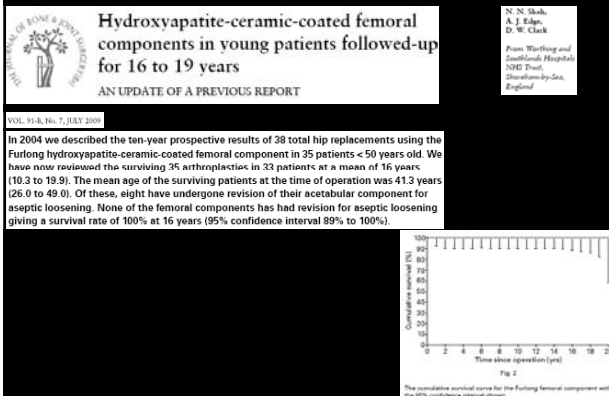 THE JOURNAL OF BONE & JOINT SURGERY
Hydroxyapatite-ceramic-coated femoral
components in young patients followed-up
for 16 to 19 years
AN UPDATE OF A PREVIOUS REPORT
N. N. Shah,
A. J. Edge,
D. W. Clark
From Worthing and
Southlands Hospitals
NHS Trust,
Shoreham-by-Sea,
England
VOL. 91-B, No. 7, JULY 2009
In 2004 we described the ten-year prospective results of 38 total hip replacements using the
Furlong hydroxyapatite-ceramic-coated femoral component in 35 patients < 50 years old. We
have now reviewed the surviving 35 arthroplasties in 33 patients at a mean of 16 years
(10.3 to 19.9). The mean age of the surviving patients at the time of operation was 41.3 years
(26.0 to 49.0). Of these, eight have undergone revision of their acetabular component for
aseptic loosening. None of the femoral components has had revision for aseptic loosening
giving a survival rate of 100% at 16 years (95% confidence interval 89% to 100%).
Cumulative survival (%)
100
90
80
70
60
50
40
30
20
10
0
0 2 4 6 8 10 12 14 16 18 2
Time since operation (yrs)
Fig. 2
The cumulative survival curve for the Furlong femoral component with
the 95% confidence interval shown.